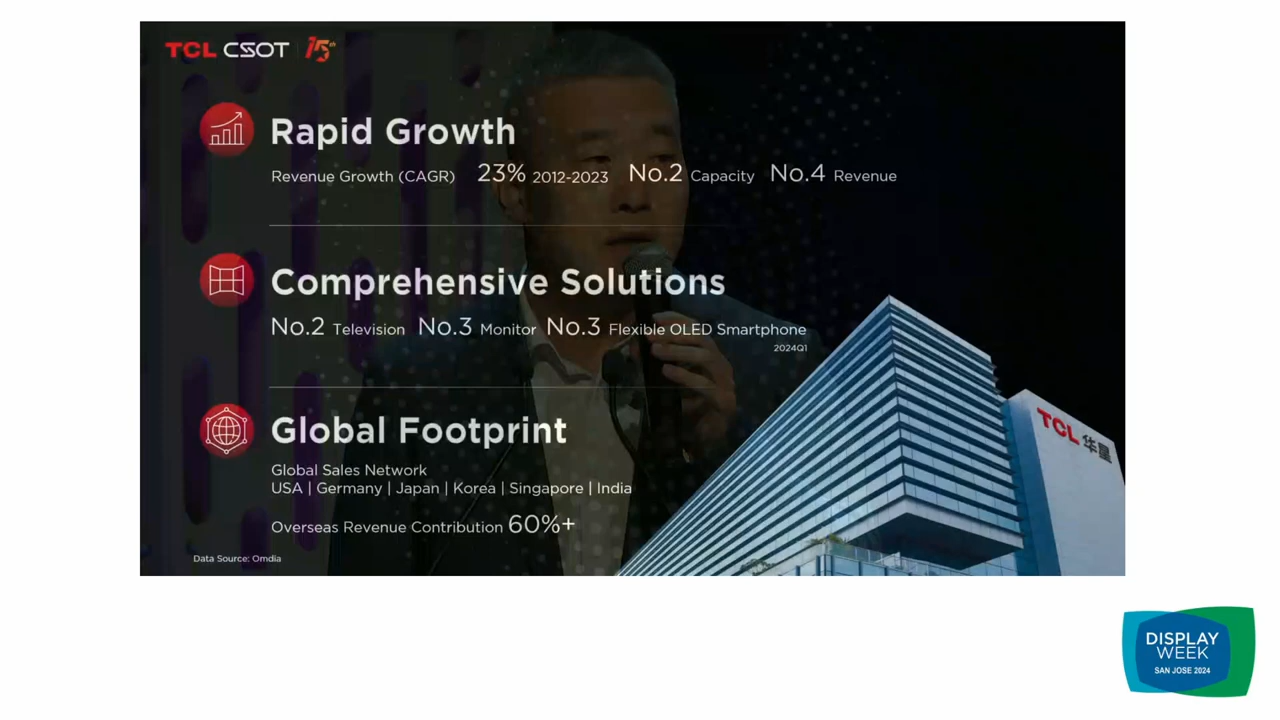 TCL CSOT 15th
Rapid Growth
Revenue Growth (CAGR) 23% 2012-2023 No.2 Capacity No.4 Revenue
Comprehensive Solutions
No.2 Television No.3 Monitor No.3 Flexible OLED Smartphone
2024Q1
TCL 华星
Global Footprint
Global Sales Network
USA | Germany | Japan | Korea | Singapore | India
Overseas Revenue Contribution 60%+
Data Source: Omdia
DISPLAY
WEEK
SAN JOSE 2024